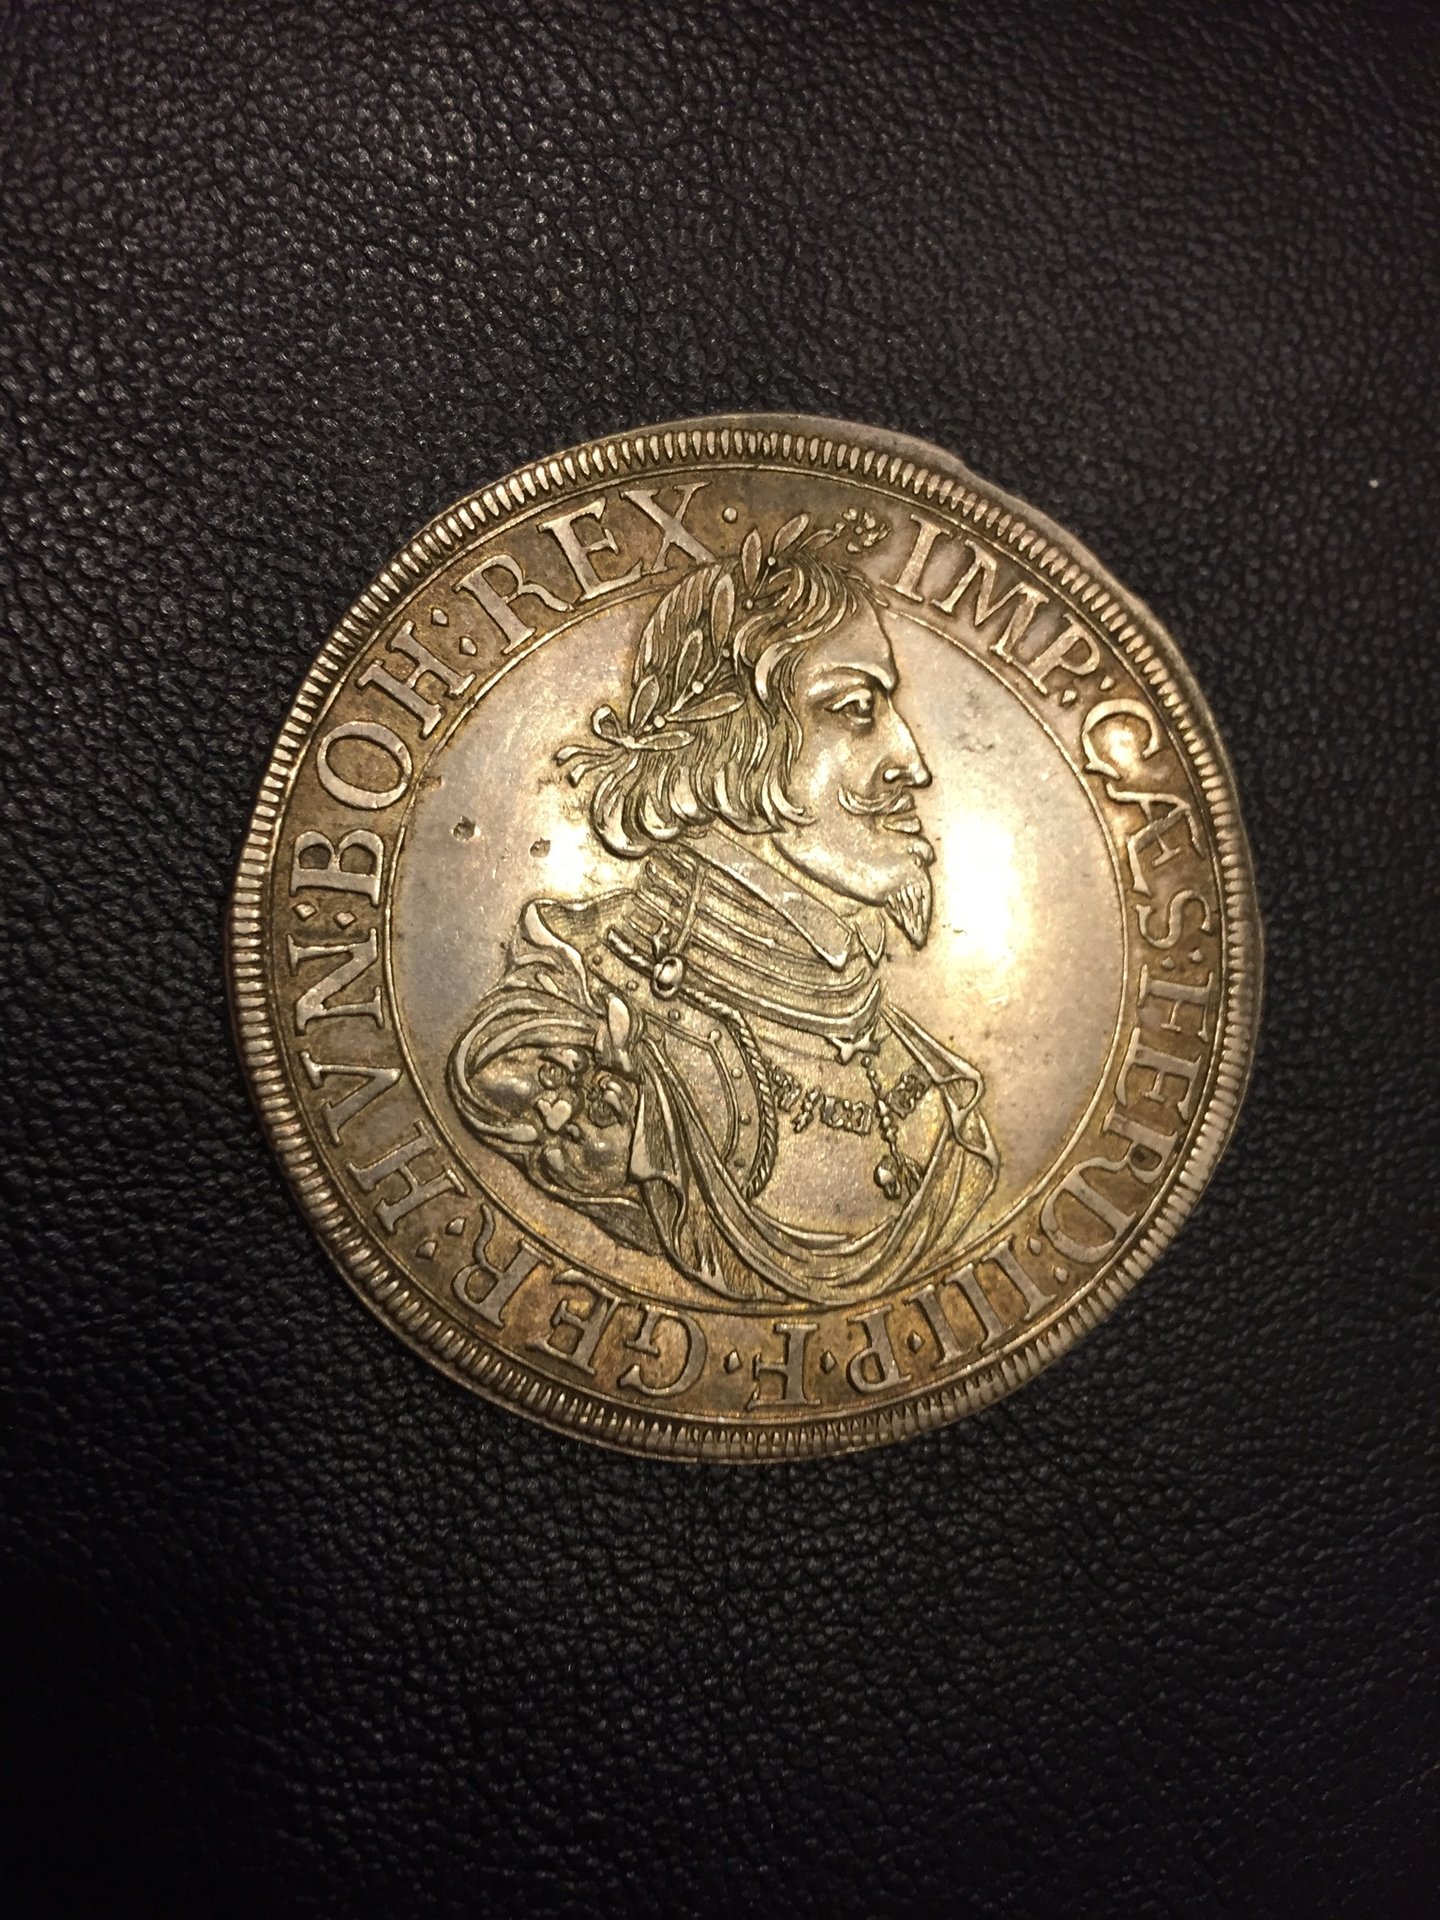 IMP: CÆS: FERD: III · P · F · GER · HVN: BOH: REX ·